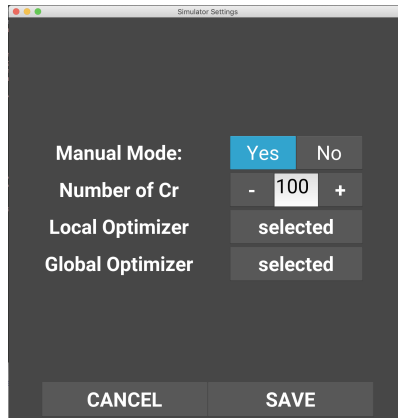 Simulator Settings
Manual Mode: Yes No
Number of Cr - 100 +
Local Optimizer selected
Global Optimizer selected
CANCEL SAVE